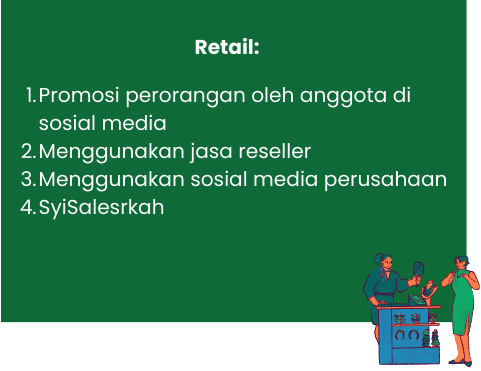 Retail:
1. Promosi perorangan oleh anggota di
sosial media
2. Menggunakan jasa reseller
3. Menggunakan sosial media perusahaan
4. SyiSalesrkah